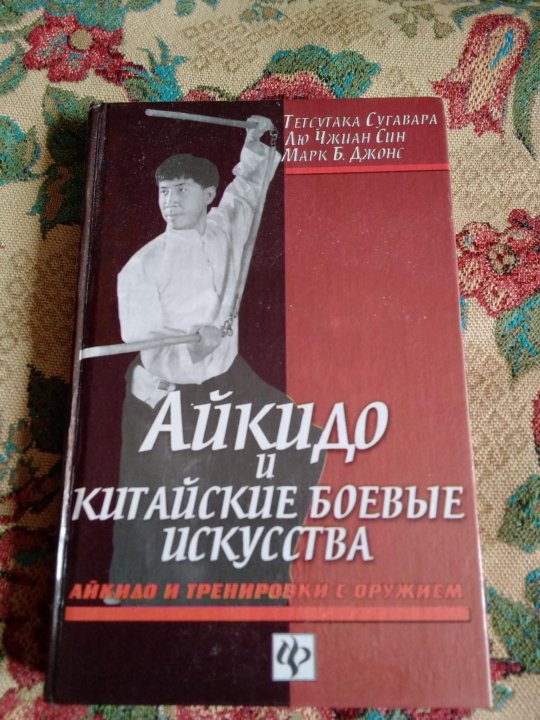 Тетсутака Сугавара
Лю Чжиан Син
Марк Б. Джонс
Айкидо
и
китайские боевые
искусства
айкидо и тренировки с оружием